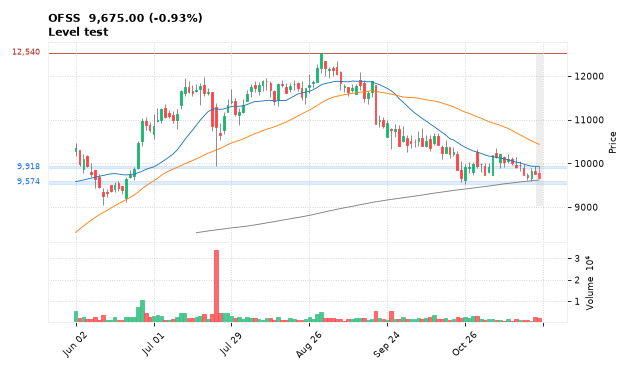 OFSS 9,675.00 (-0.93%)
Level test
12,540
9,918
9,574
12000
11000
10000
9000
Price
3
2
1
Volume 10⁶
Jun 02
Jul 01
Jul 29
Aug 26
Sep 24
Oct 26